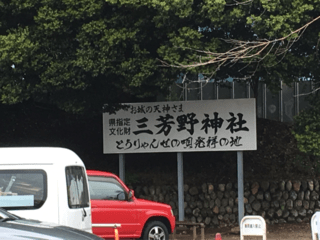 お城の天神さま
県指定
文化財
三芳野神社
とうりゃんせの唄発祥の地